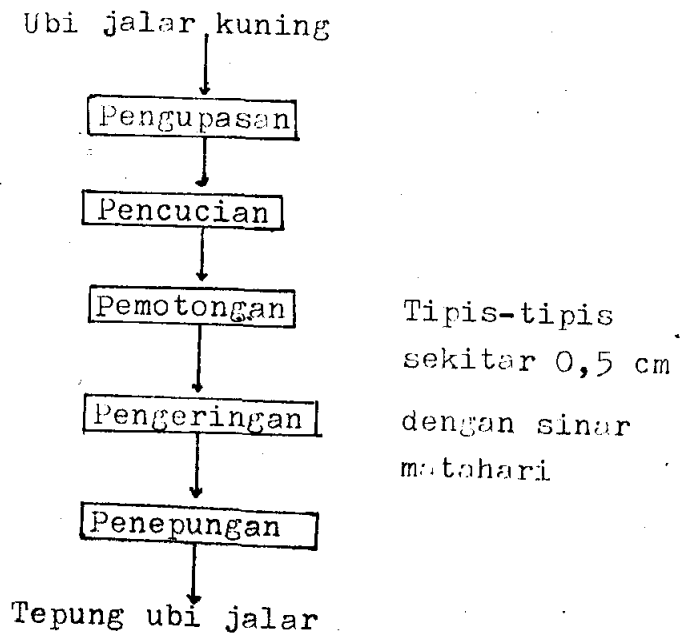 Ubi jalar kuning
Pengupasan
Pencucian
Pemotongan
Tipis-tipis
sekitar 0,5 cm
Pengeringan
dengan sinar
matahari
Penepungan
Tepung ubi jalar